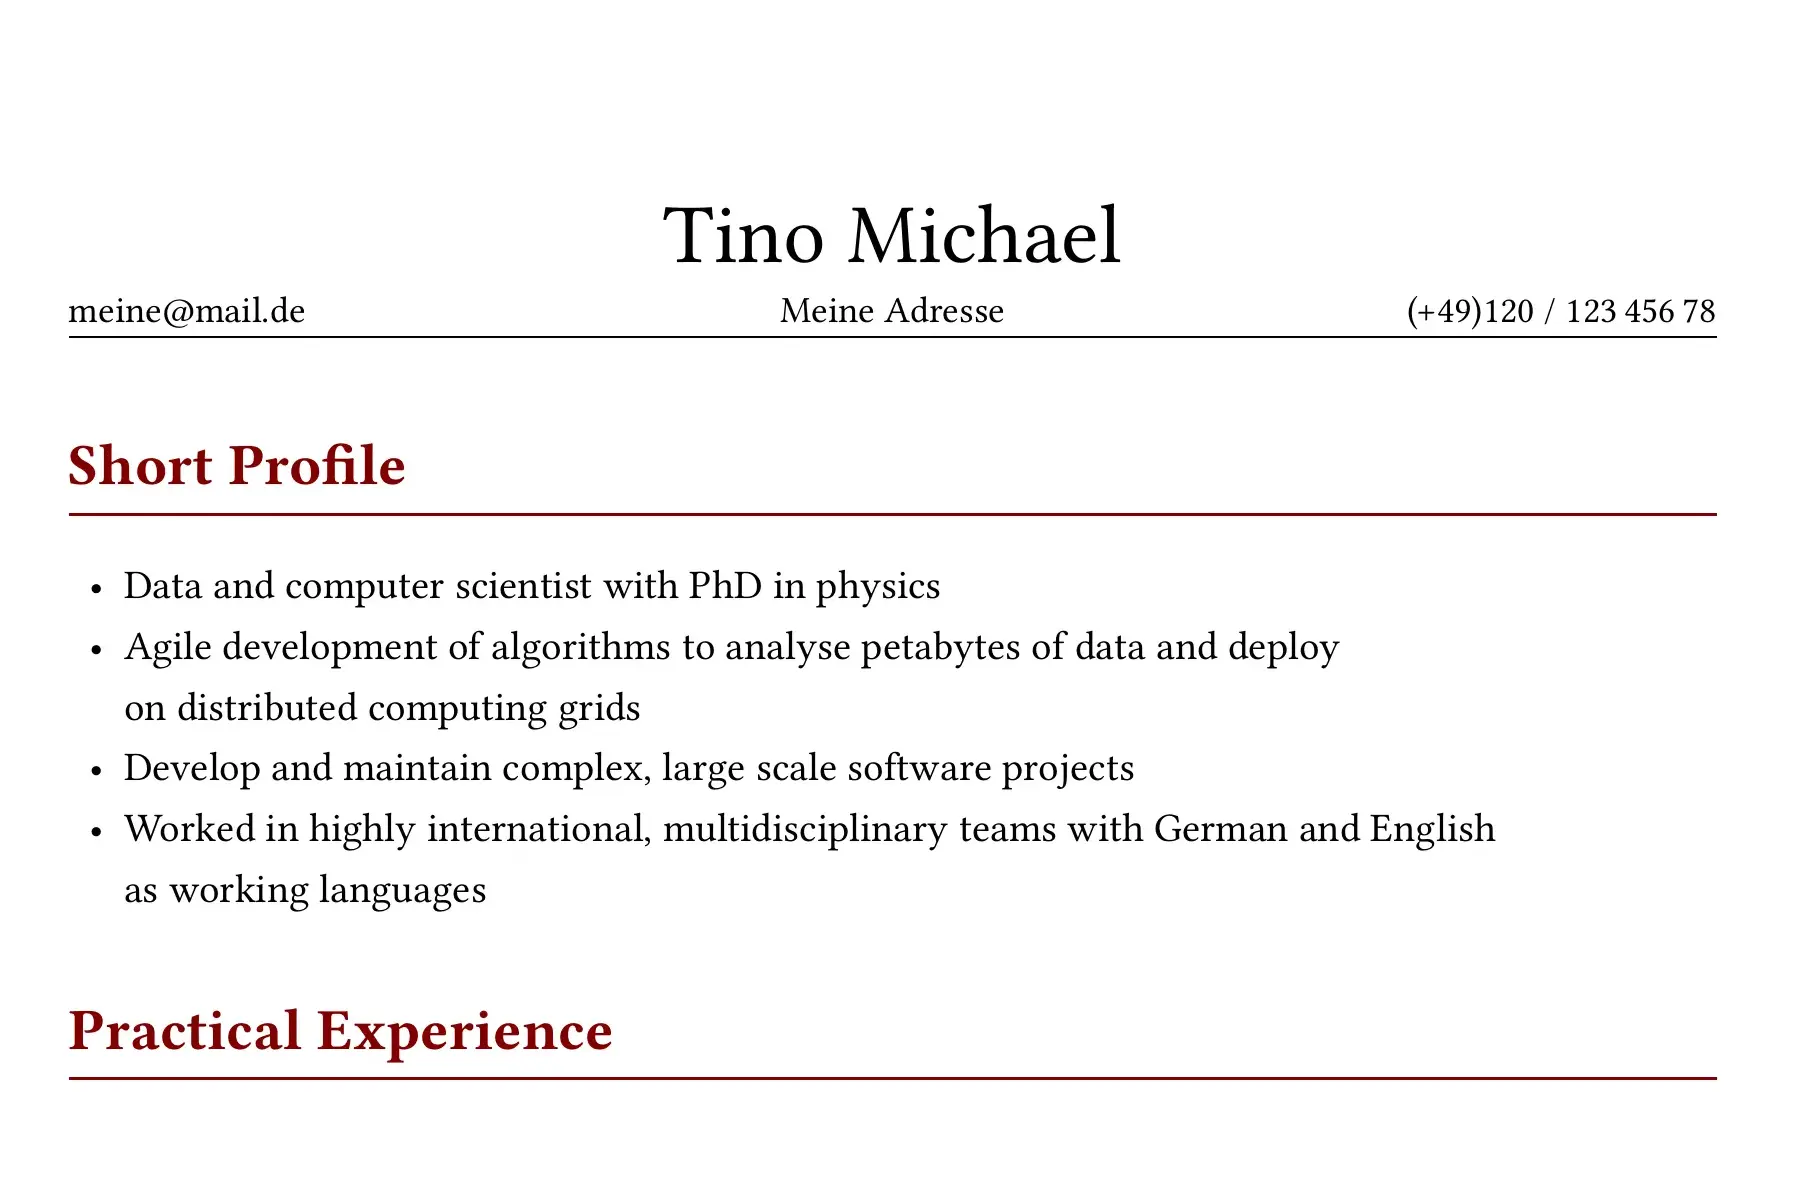 Tino Michael
meine@mail.de Meine Adresse (+49)120 / 123 456 78
Short Profile
• Data and computer scientist with PhD in physics
• Agile development of algorithms to analyse petabytes of data and deploy
on distributed computing grids
• Develop and maintain complex, large scale software projects
• Worked in highly international, multidisciplinary teams with German and English
as working languages
Practical Experience